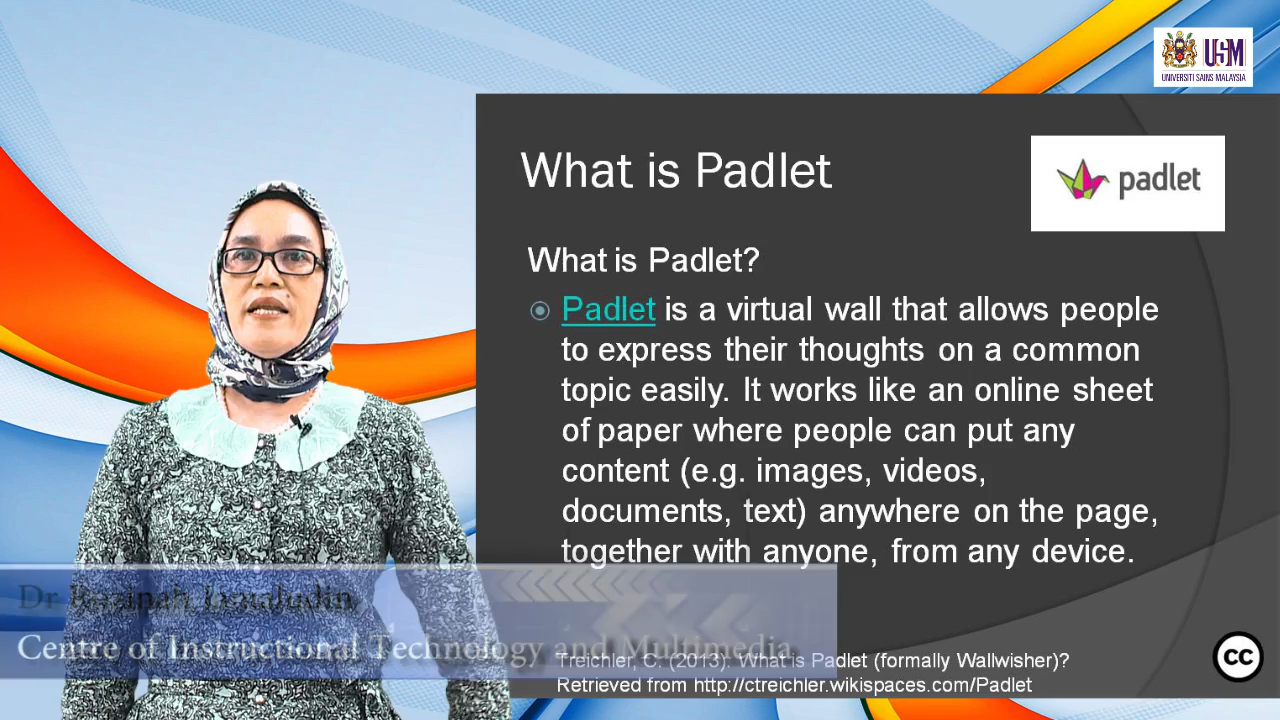 USM
UNIVERSITI SAINS MALAYSIA
What is Padlet
padlet
What is Padlet?
Padlet is a virtual wall that allows people
to express their thoughts on a common
topic easily. It works like an online sheet
of paper where people can put any
content (e.g. images, videos,
documents, text) anywhere on the page,
together with anyone, from any device.
Dr
Centre of Instructional Technology and Multimedia
Treichler, C. (2013). What is Padlet (formally Wallwisher)?
Retrieved from http://ctreichler.wikispaces.com/Padlet
cc